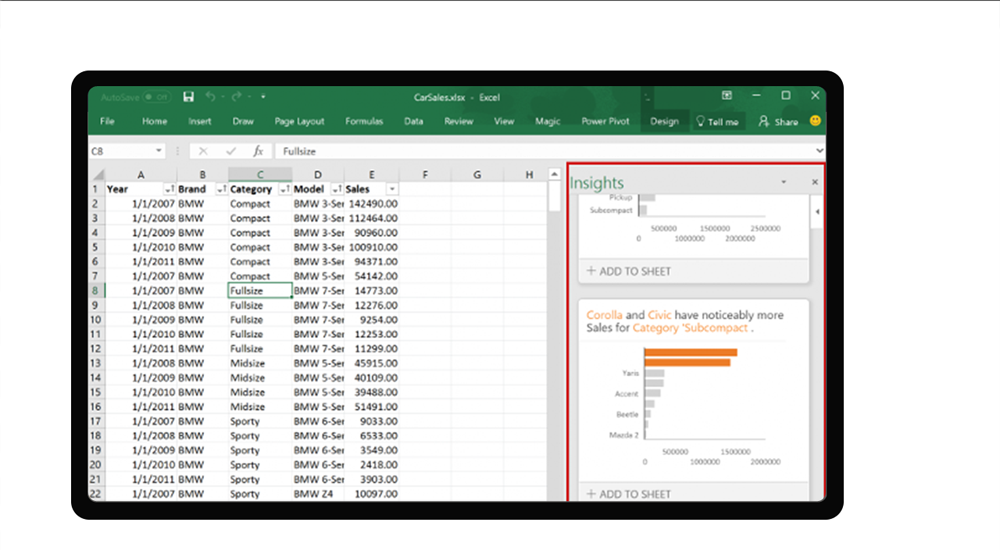 AutoSave Off
CarSales.xlsx - Excel
File Home Insert Draw Page Layout Formulas Data Review View Magic Power Pivot Design Tell me Share
C8 fx Fullsize
A B C D E F G H
1 Year Brand Category Model Sales
2 1/1/2007 BMW Compact BMW 3-Ser 142490.00
3 1/1/2008 BMW Compact BMW 3-Ser 112464.00
4 1/1/2009 BMW Compact BMW 3-Ser 90960.00
5 1/1/2010 BMW Compact BMW 3-Ser 100910.00
6 1/1/2011 BMW Compact BMW 3-Ser 94371.00
7 1/1/2007 BMW Compact BMW 5-Ser 54142.00
8 1/1/2007 BMW Fullsize BMW 7-Ser 14773.00
9 1/1/2008 BMW Fullsize BMW 7-Ser 12276.00
10 1/1/2009 BMW Fullsize BMW 7-Ser 9254.00
11 1/1/2010 BMW Fullsize BMW 7-Ser 12253.00
12 1/1/2011 BMW Fullsize BMW 7-Ser 11299.00
13 1/1/2008 BMW Midsize BMW 5-Ser 45915.00
14 1/1/2009 BMW Midsize BMW 5-Ser 40109.00
15 1/1/2010 BMW Midsize BMW 5-Ser 39488.00
16 1/1/2011 BMW Midsize BMW 5-Ser 51491.00
17 1/1/2007 BMW Sporty BMW 6-Ser 9033.00
18 1/1/2008 BMW Sporty BMW 6-Ser 6533.00
19 1/1/2009 BMW Sporty BMW 6-Ser 3549.00
20 1/1/2010 BMW Sporty BMW 6-Ser 2418.00
21 1/1/2011 BMW Sporty BMW 6-Ser 3903.00
22 1/1/2007 BMW Sporty BMW Z4 10097.00
Insights
Pickup
Subcompact
500000 1500000 2500000
0 1000000 2000000
+ ADD TO SHEET
Corolla and Civic have noticeably more
Sales for Category 'Subcompact .
Yaris
Accent
Beetle
Mazda 2
500000 1500000
0 1000000 2000000
+ ADD TO SHEET